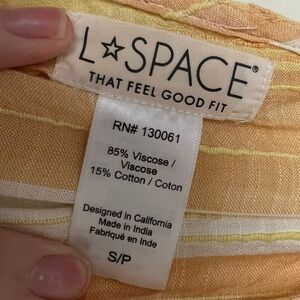 L☆SPACE®
THAT FEEL GOOD FIT
RN# 130061
85% Viscose /
Viscose
15% Cotton / Coton
Designed in California
Made in India
Fabriqué en Inde
S/P